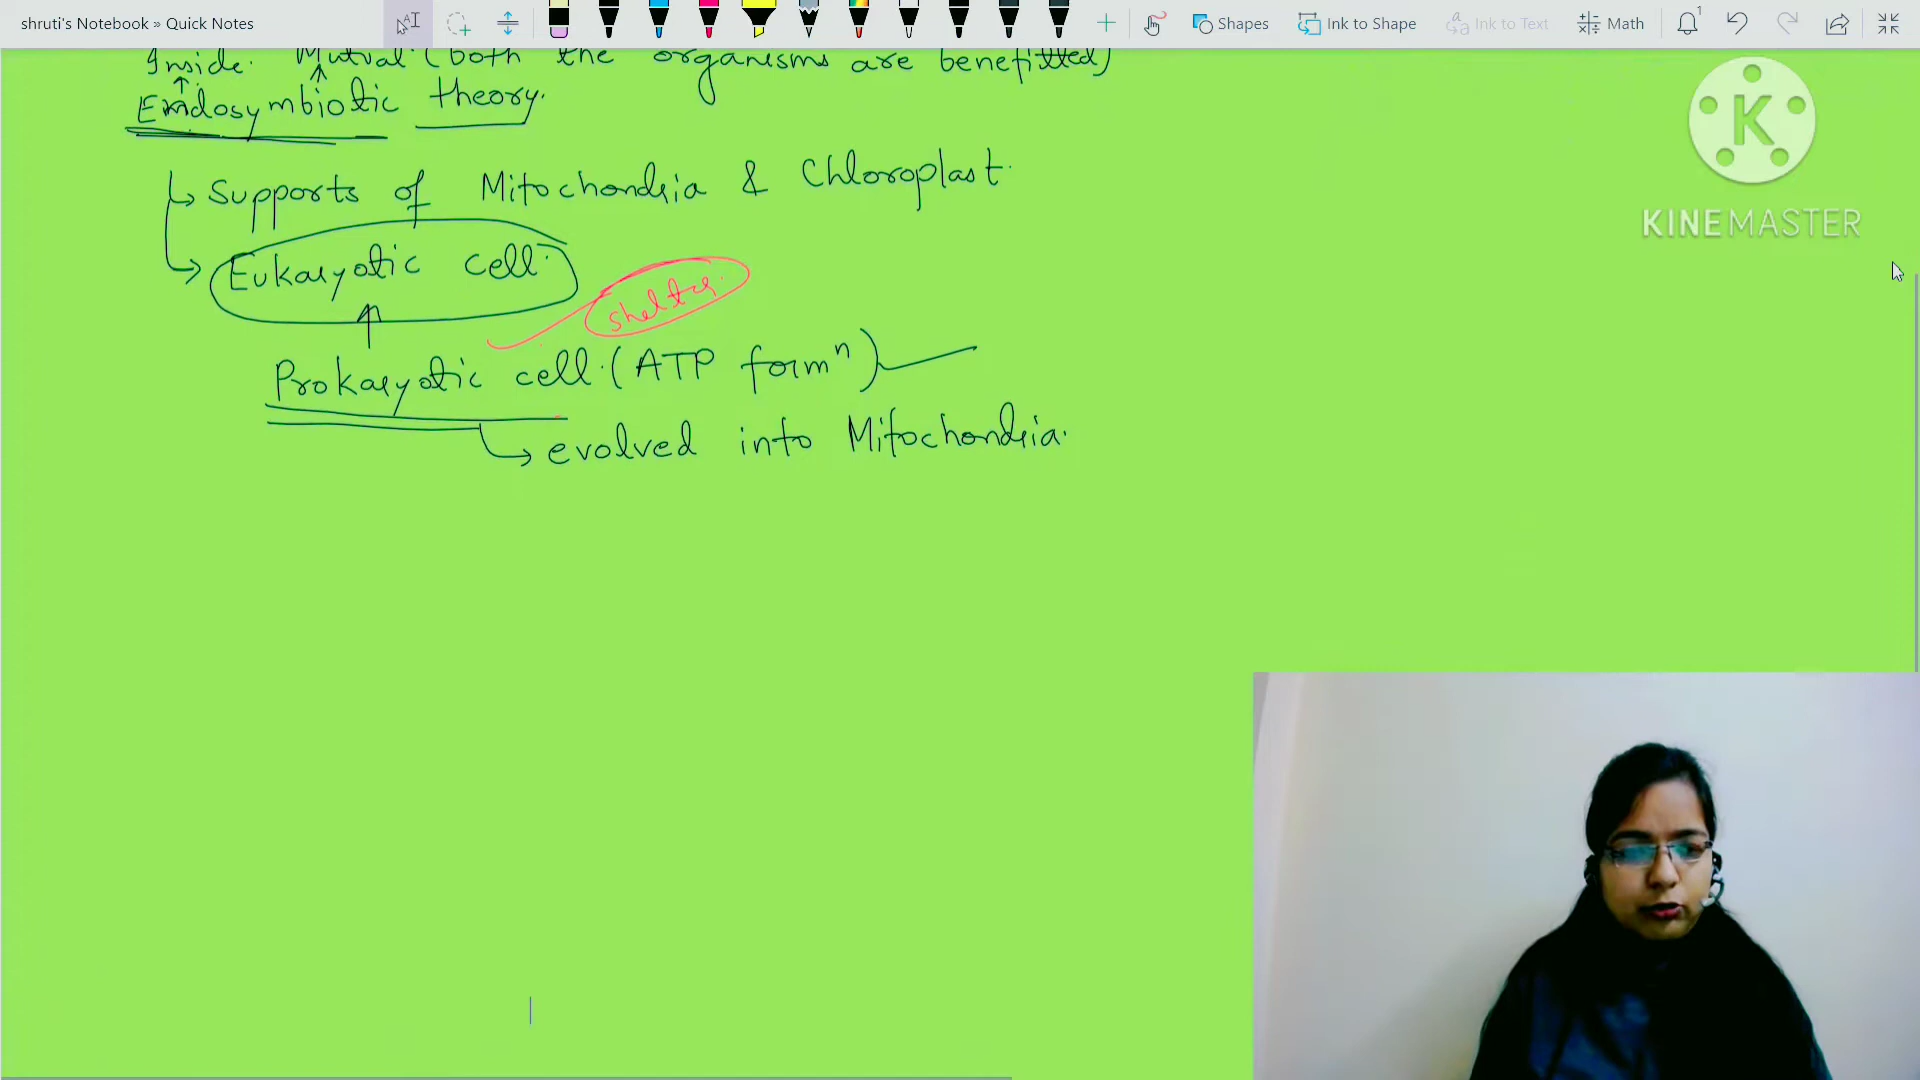 shruti's Notebook » Quick Notes
Shapes
Ink to Shape
Ink to Text
Math
1
Inside. Mutual. (both the organisms are benefitted)
Endosymbiotic theory.
Supports of Mitochondria & Chloroplast.
Eukaryotic cell.
shelter.
Prokaryotic cell. (ATP formⁿ)
evolved into Mitochondria.
K
KINEMASTER